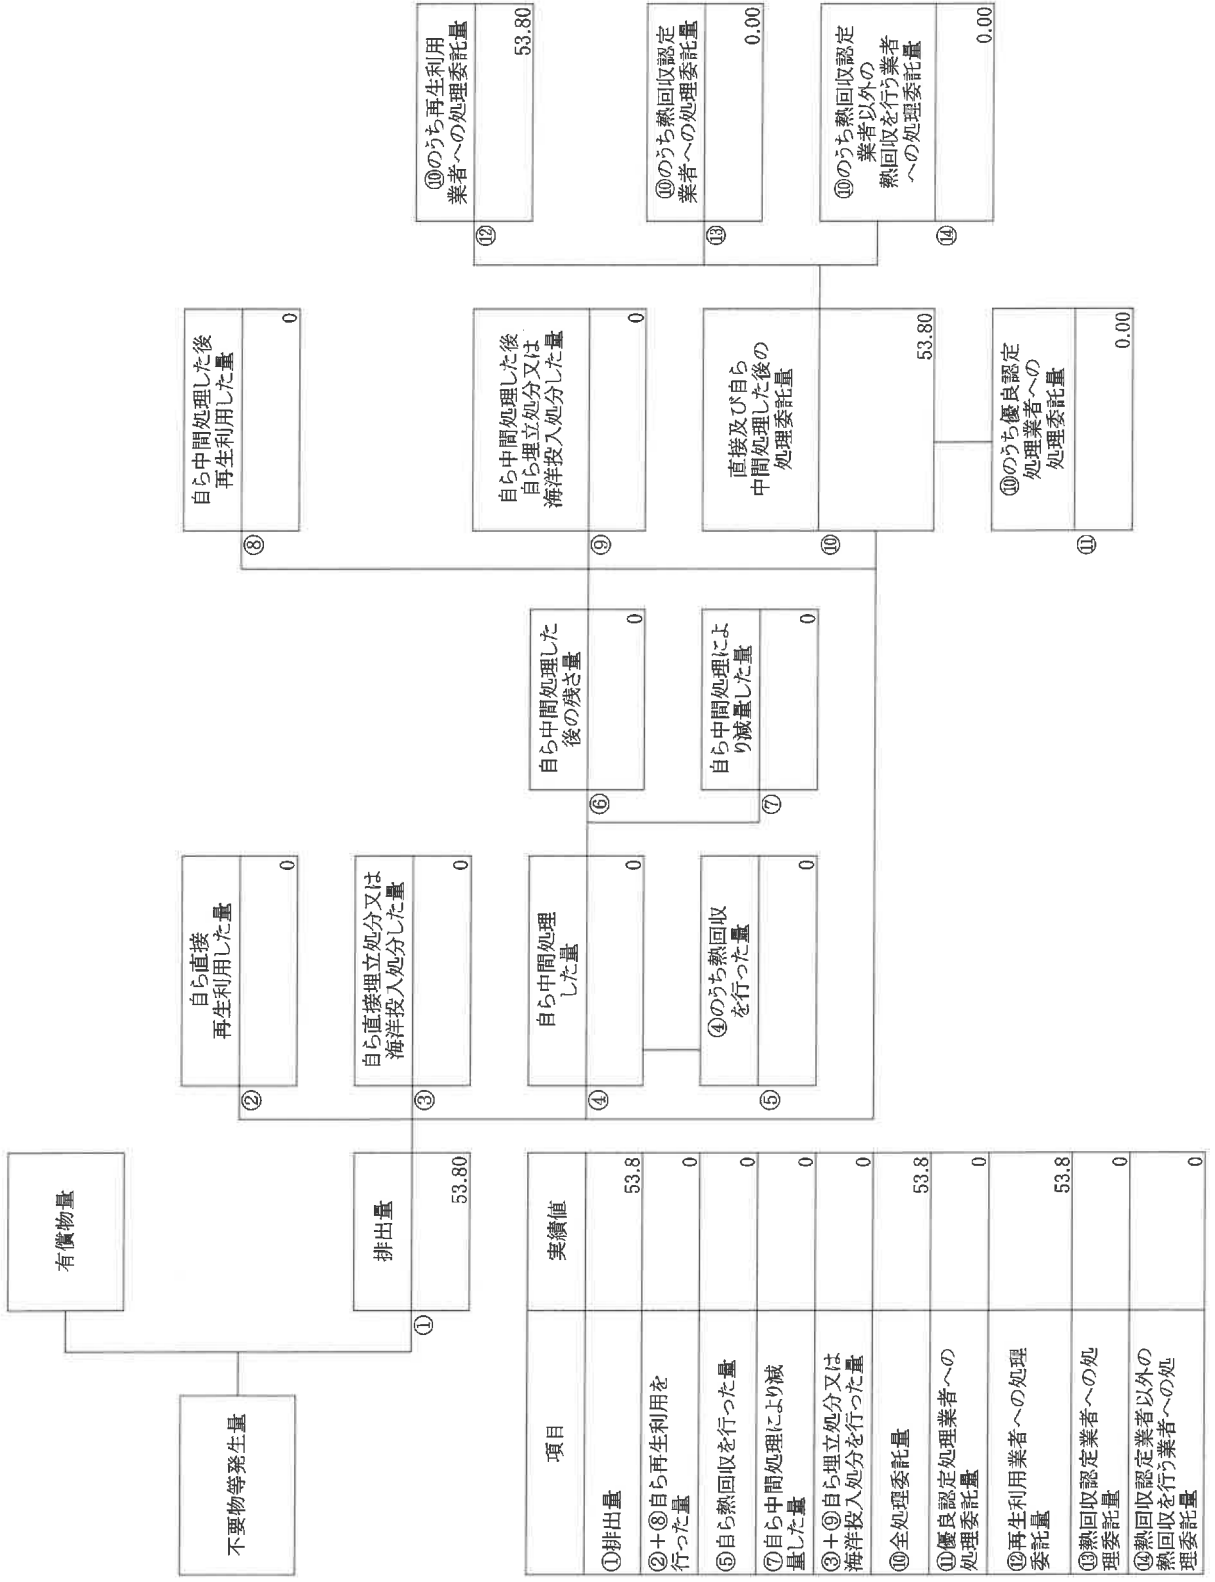 不要物等発生量
有償物量
①
排出量
53.80
②
自ら直接
再生利用した量
0
③
自ら直接埋立処分又は
海洋投入処分した量
0
④
自ら中間処理
した量
0
⑤
④のうち熱回収
を行った量
0
⑥
自ら中間処理した
後の残さ量
0
⑦
自ら中間処理によ
り減量した量
0
⑧
自ら中間処理した後
再生利用した量
0
⑨
自ら中間処理した後
自ら埋立処分又は
海洋投入処分した量
0
⑩
直接及び自ら
中間処理した後の
処理委託量
53.80
⑪
⑩のうち優良認定
処理業者への
処理委託量
0.00
⑫
⑩のうち再生利用
業者への処理委託量
53.80
⑬
⑩のうち熱回収認定
業者への処理委託量
0.00
⑭
⑩のうち熱回収認定
業者以外の
熱回収を行う業者
への処理委託量
0.00
項目 実績値
①排出量 53.8
②+⑧自ら再生利用を
行った量 0
⑤自ら熱回収を行った量 0
⑦自ら中間処理により減
量した量 0
③+⑨自ら埋立処分又は
海洋投入処分を行った量 0
⑩全処理委託量 53.8
⑪優良認定処理業者への
処理委託量 0
⑫再生利用業者への処理
委託量 53.8
⑬熱回収認定業者への処
理委託量 0
⑭熱回収認定業者以外の
熱回収を行う業者への処
理委託量 0